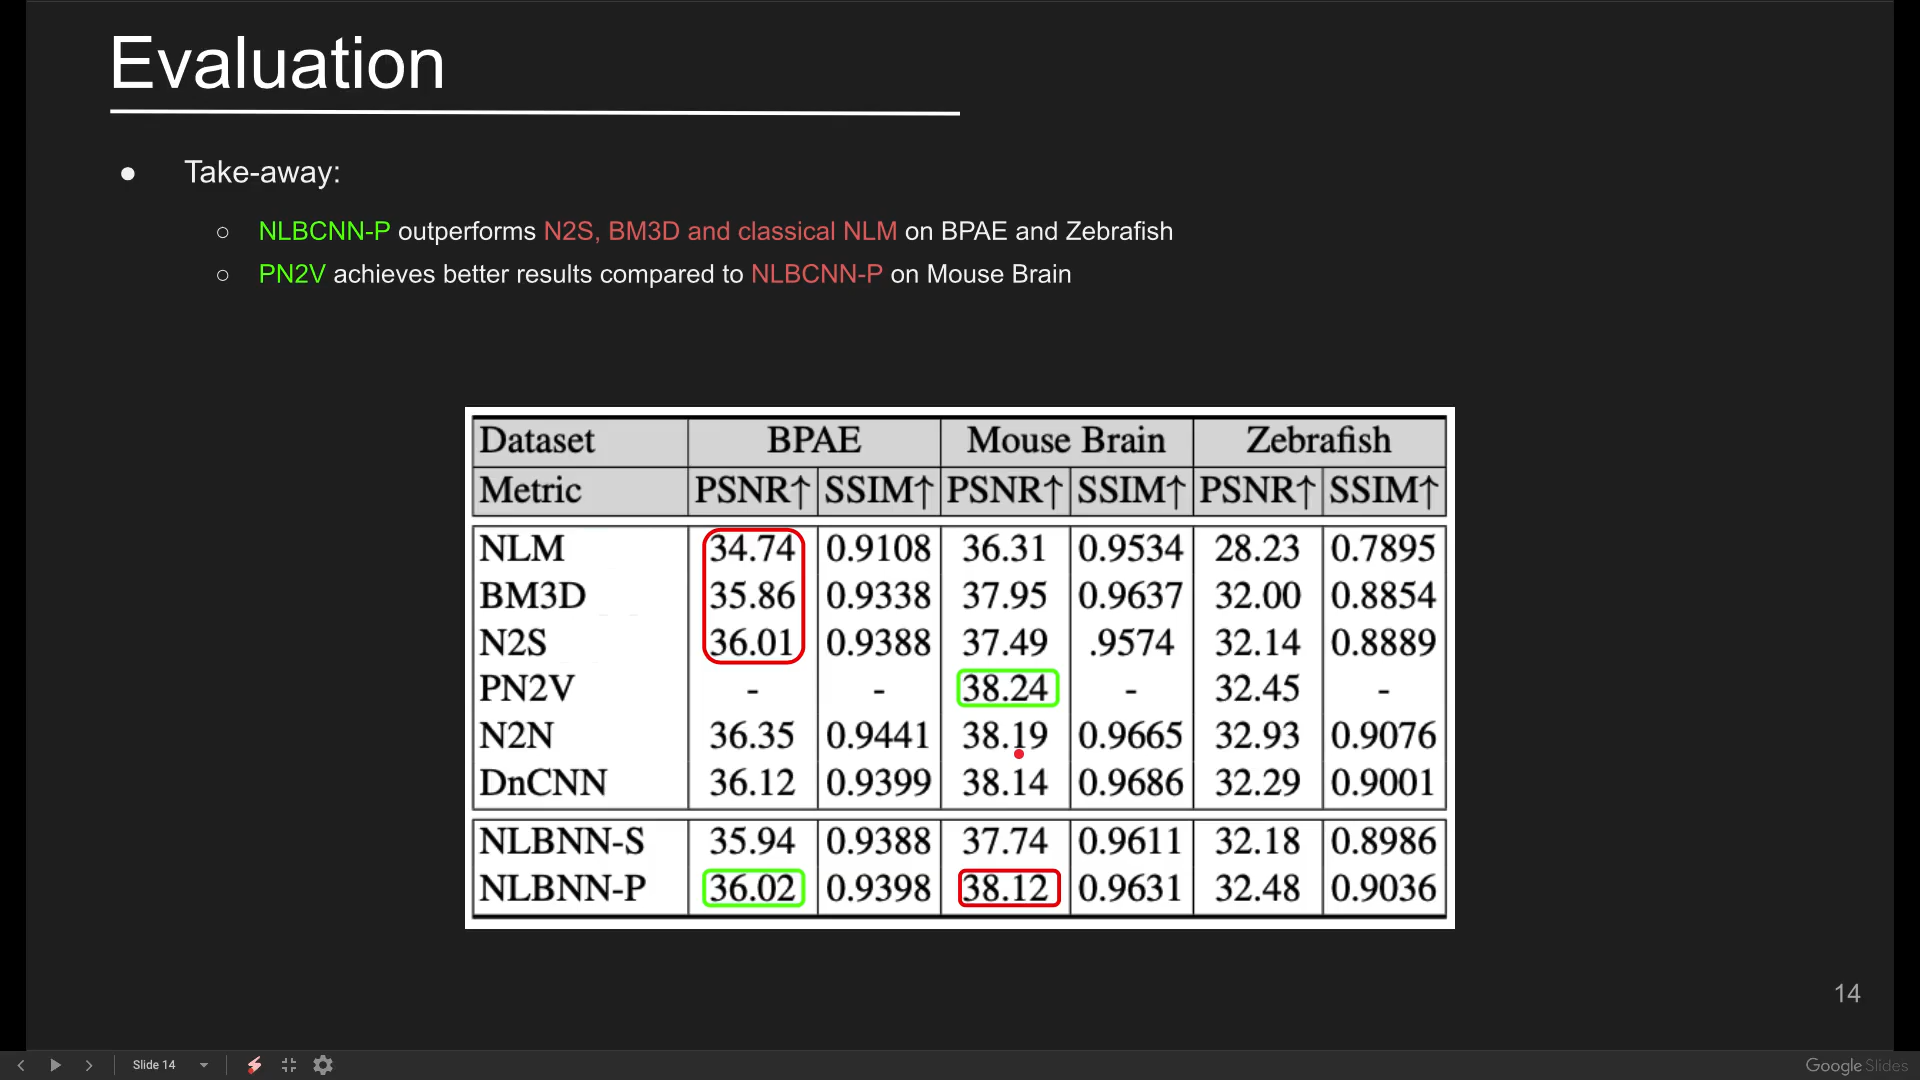 Evaluation
● Take-away:
○ NLBCNN-P outperforms N2S, BM3D and classical NLM on BPAE and Zebrafish
○ PN2V achieves better results compared to NLBCNN-P on Mouse Brain
Dataset BPAE Mouse Brain Zebrafish
Metric PSNR↑ SSIM↑ PSNR↑ SSIM↑ PSNR↑ SSIM↑
NLM 34.74 0.9108 36.31 0.9534 28.23 0.7895
BM3D 35.86 0.9338 37.95 0.9637 32.00 0.8854
N2S 36.01 0.9388 37.49 .9574 32.14 0.8889
PN2V - - 38.24 - 32.45 -
N2N 36.35 0.9441 38.19 0.9665 32.93 0.9076
DnCNN 36.12 0.9399 38.14 0.9686 32.29 0.9001
NLBNN-S 35.94 0.9388 37.74 0.9611 32.18 0.8986
NLBNN-P 36.02 0.9398 38.12 0.9631 32.48 0.9036
14
Slide 14
Google Slides